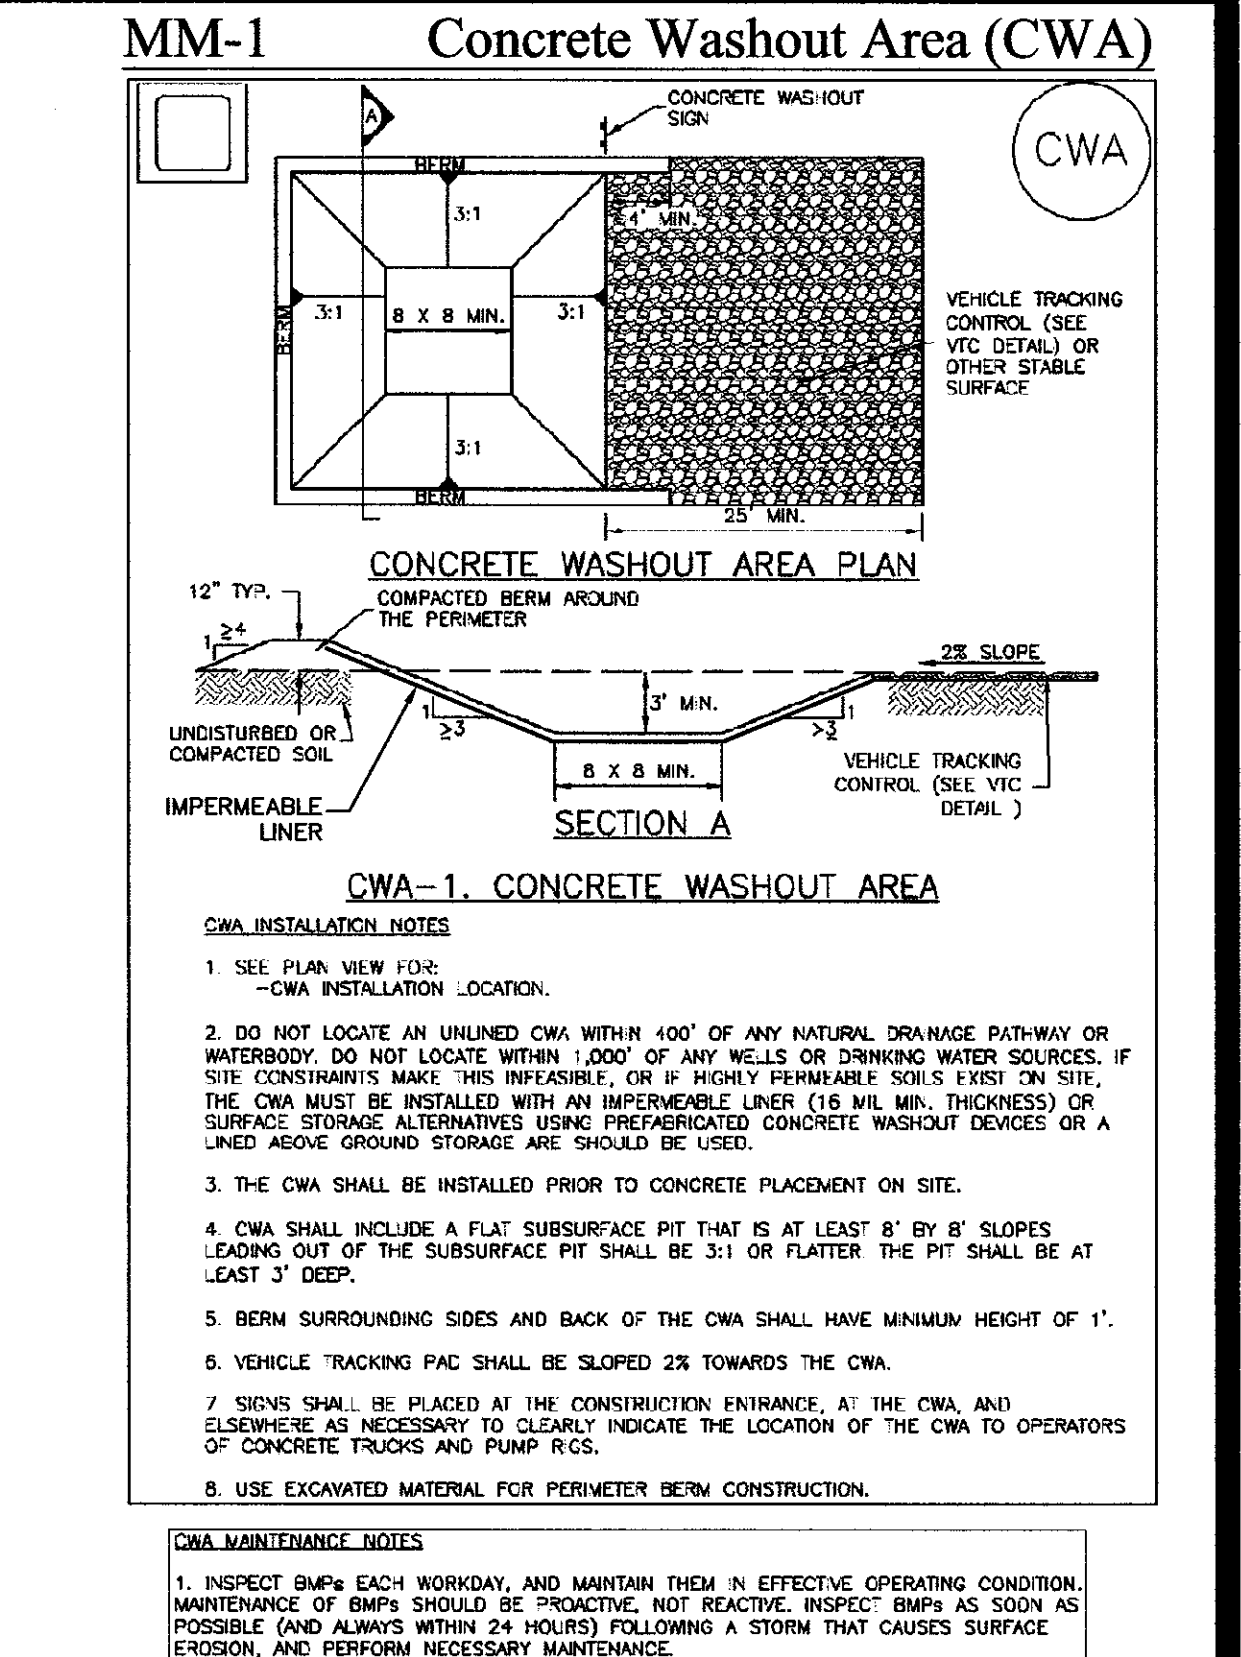 MM-1 Concrete Washout Area (CWA)
CONCRETE WASHOUT
SIGN
A
CWA
BERM
3:1
4' MIN.
BERM
3:1
8 X 8 MIN.
3:1
VEHICLE TRACKING
CONTROL (SEE
VTC DETAIL) OR
OTHER STABLE
SURFACE
3:1
BERM
25' MIN.
CONCRETE WASHOUT AREA PLAN
12" TYP.
COMPACTED BERM AROUND
THE PERIMETER
1 ≥4
2% SLOPE
3' MIN.
1
≥3
1
≥3
UNDISTURBED OR
COMPACTED SOIL
8 X 8 MIN.
VEHICLE TRACKING
CONTROL (SEE VTC
DETAIL )
IMPERMEABLE
LINER
SECTION A
CWA-1. CONCRETE WASHOUT AREA
CWA INSTALLATION NOTES
1. SEE PLAN VIEW FOR:
-CWA INSTALLATION LOCATION.
2. DO NOT LOCATE AN UNLINED CWA WITHIN 400' OF ANY NATURAL DRAINAGE PATHWAY OR
WATERBODY. DO NOT LOCATE WITHIN 1,000' OF ANY WELLS OR DRINKING WATER SOURCES. IF
SITE CONSTRAINTS MAKE THIS INFEASIBLE, OR IF HIGHLY PERMEABLE SOILS EXIST ON SITE,
THE CWA MUST BE INSTALLED WITH AN IMPERMEABLE LINER (16 MIL MIN. THICKNESS) OR
SURFACE STORAGE ALTERNATIVES USING PREFABRICATED CONCRETE WASHOUT DEVICES OR A
LINED ABOVE GROUND STORAGE ARE SHOULD BE USED.
3. THE CWA SHALL BE INSTALLED PRIOR TO CONCRETE PLACEMENT ON SITE.
4. CWA SHALL INCLUDE A FLAT SUBSURFACE PIT THAT IS AT LEAST 8' BY 8' SLOPES
LEADING OUT OF THE SUBSURFACE PIT SHALL BE 3:1 OR FLATTER. THE PIT SHALL BE AT
LEAST 3' DEEP.
5. BERM SURROUNDING SIDES AND BACK OF THE CWA SHALL HAVE MINIMUM HEIGHT OF 1'.
6. VEHICLE TRACKING PAD SHALL BE SLOPED 2% TOWARDS THE CWA.
7 SIGNS SHALL BE PLACED AT THE CONSTRUCTION ENTRANCE, AT THE CWA, AND
ELSEWHERE AS NECESSARY TO CLEARLY INDICATE THE LOCATION OF THE CWA TO OPERATORS
OF CONCRETE TRUCKS AND PUMP RIGS.
8. USE EXCAVATED MATERIAL FOR PERIMETER BERM CONSTRUCTION.
CWA MAINTENANCE NOTES
1. INSPECT BMPs EACH WORKDAY, AND MAINTAIN THEM IN EFFECTIVE OPERATING CONDITION.
MAINTENANCE OF BMPs SHOULD BE PROACTIVE, NOT REACTIVE. INSPECT BMPs AS SOON AS
POSSIBLE (AND ALWAYS WITHIN 24 HOURS) FOLLOWING A STORM THAT CAUSES SURFACE
EROSION, AND PERFORM NECESSARY MAINTENANCE.